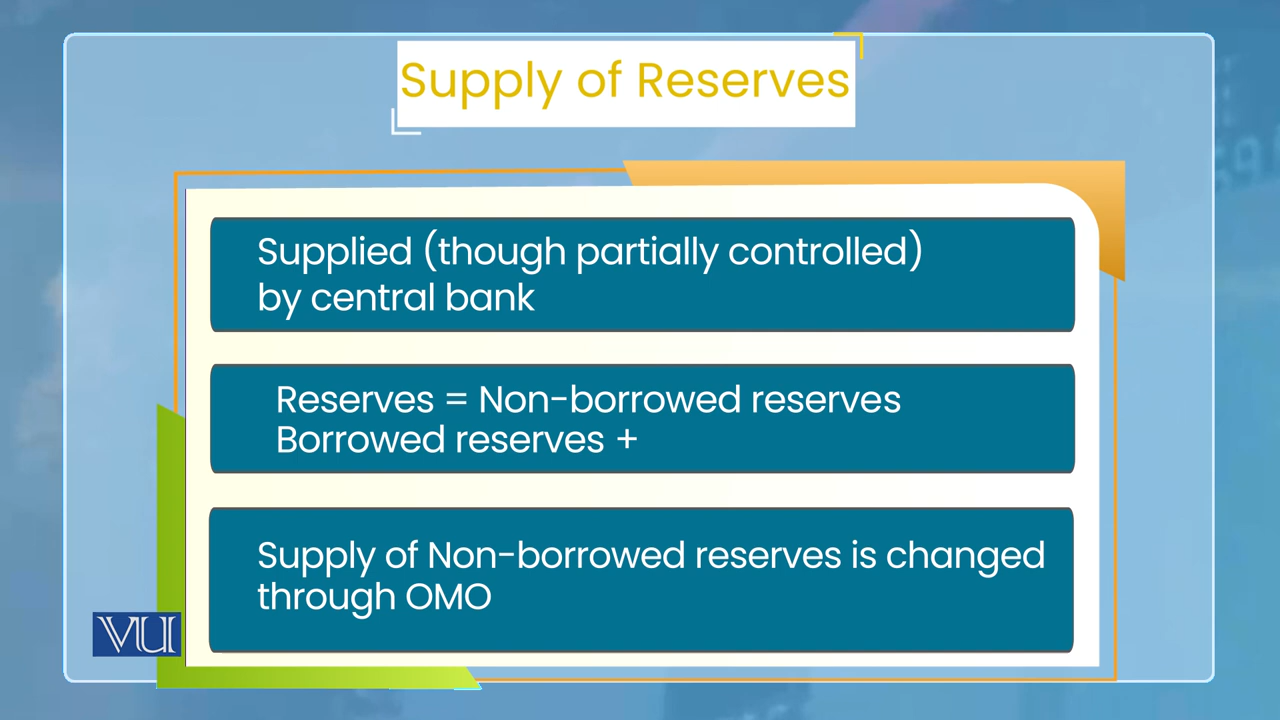 Supply of Reserves
Supplied (though partially controlled)
by central bank
Reserves = Non-borrowed reserves
Borrowed reserves +
Supply of Non-borrowed reserves is changed
through OMO
VU